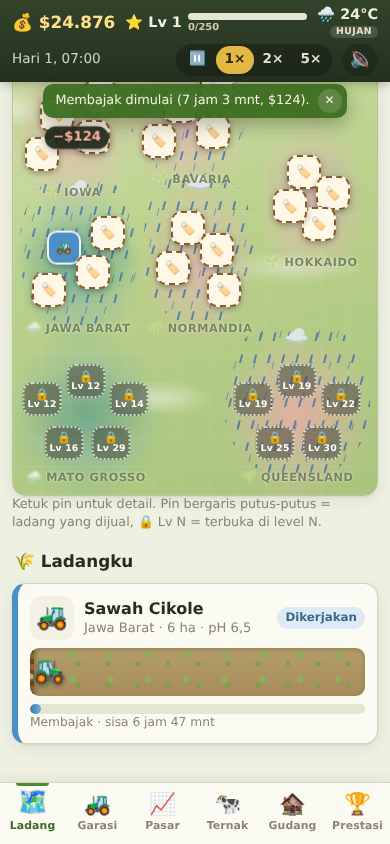 $24.876 Lv 1 0/250 24°C
HUJAN
Hari 1, 07:00 1× 2× 5×
Membajak dimulai (7 jam 3 mnt, $124). ×
−$124
IOWA
BAVARIA
HOKKAIDO
JAWA BARAT
NORMANDIA
Lv 12
Lv 12
Lv 14
Lv 16
Lv 29
Lv 19
Lv 19
Lv 22
Lv 25
Lv 30
MATO GROSSO
QUEENSLAND
Ketuk pin untuk detail. Pin bergaris putus-putus =
ladang yang dijual, 🔒 Lv N = terbuka di level N.
Ladangku
Sawah Cikole
Jawa Barat · 6 ha · pH 6,5
Dikerjakan
Membajak · sisa 6 jam 47 mnt
Ladang Garasi Pasar Ternak Gudang Prestasi